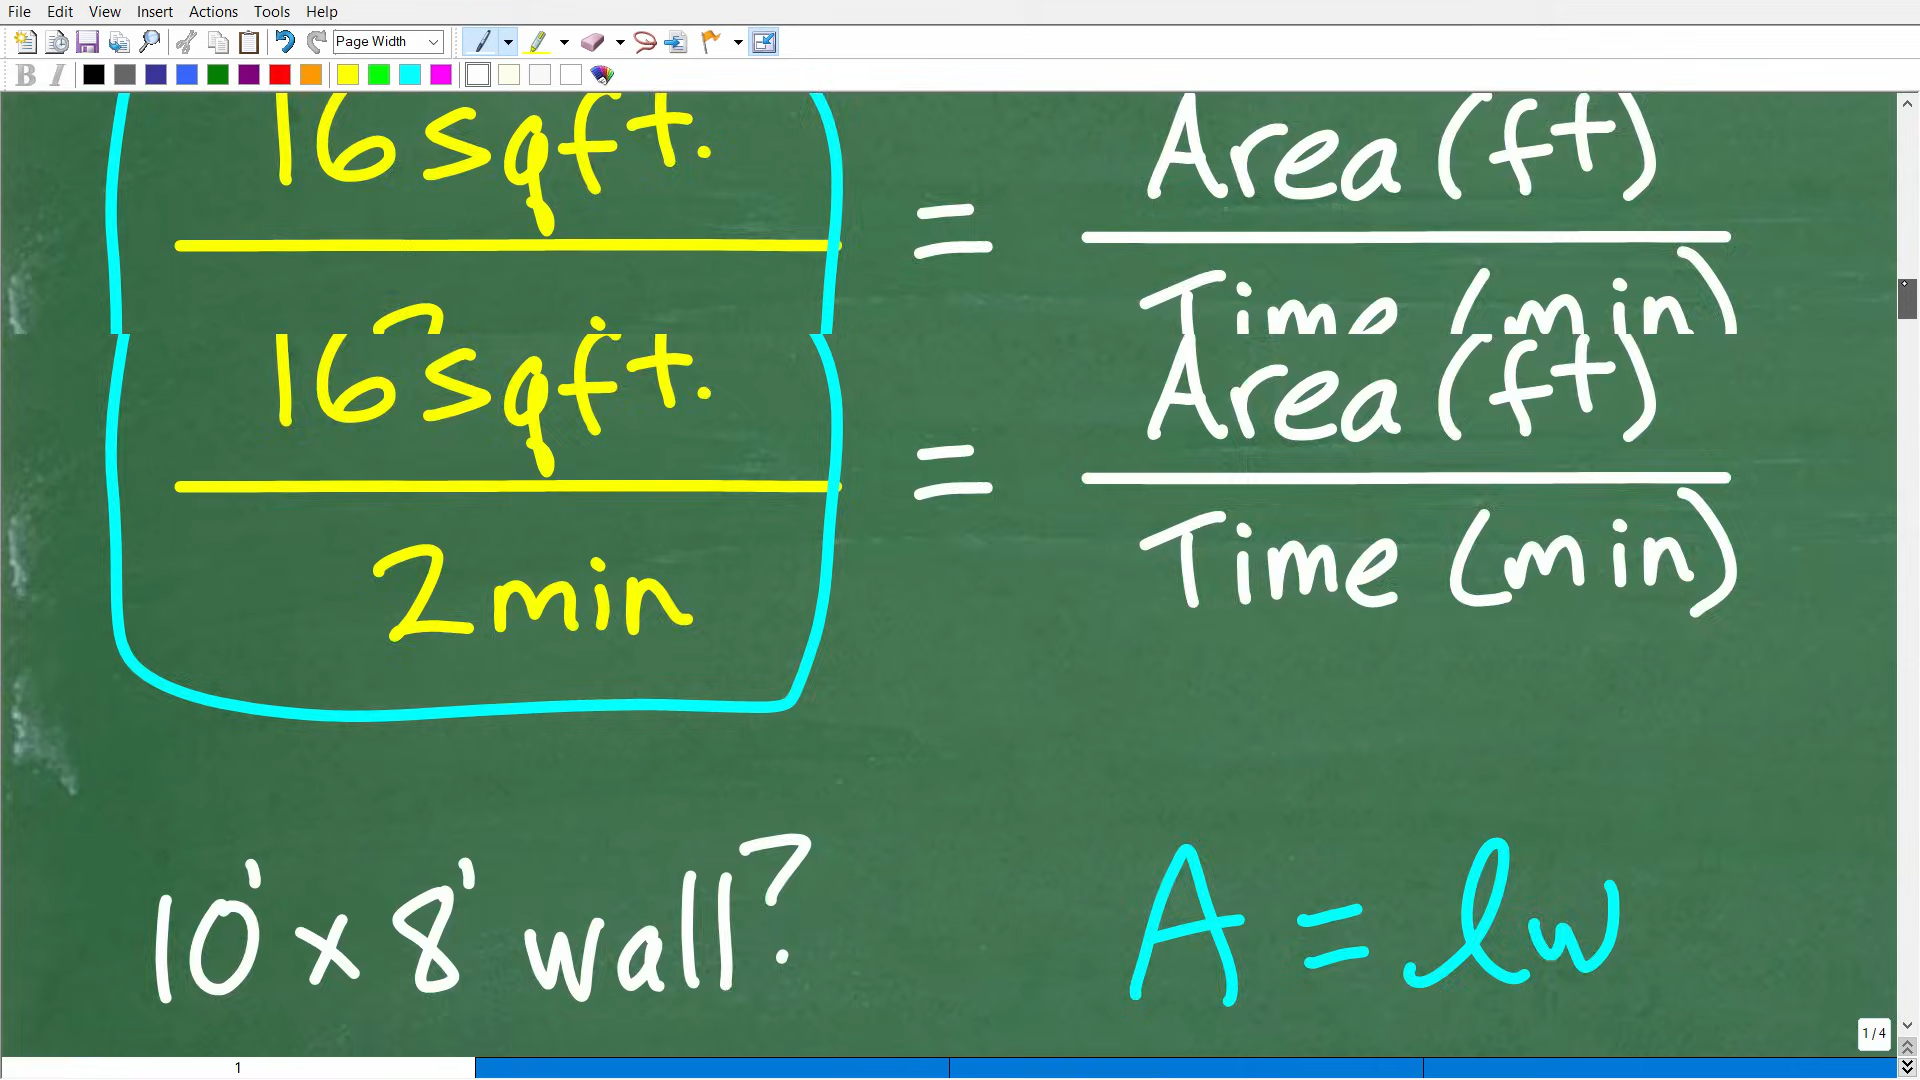 File Edit View Insert Actions Tools Help
Page Width
B I
16 sqft. = Area (ft)
Time (min)
16 sqft. = Area (ft)
2 min Time (min)
10' x 8' wall? A = lw
1/4
1